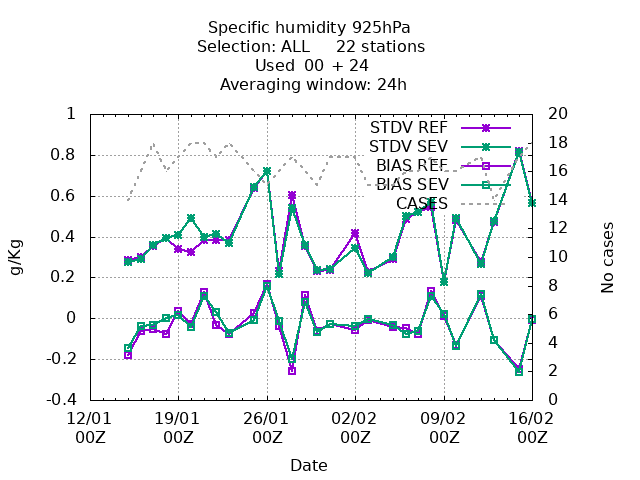 Specific humidity 925hPa
Selection: ALL 22 stations
Used 00 + 24
Averaging window: 24h
1
0.8
0.6
0.4
0.2
0
-0.2
-0.4
g/Kg
20
18
16
14
12
10
8
6
4
2
0
No cases
STDV REF
STDV SEV
BIAS REF
BIAS SEV
CASES
12/01 19/01 26/01 02/02 09/02 16/02
00Z 00Z 00Z 00Z 00Z 00Z
Date